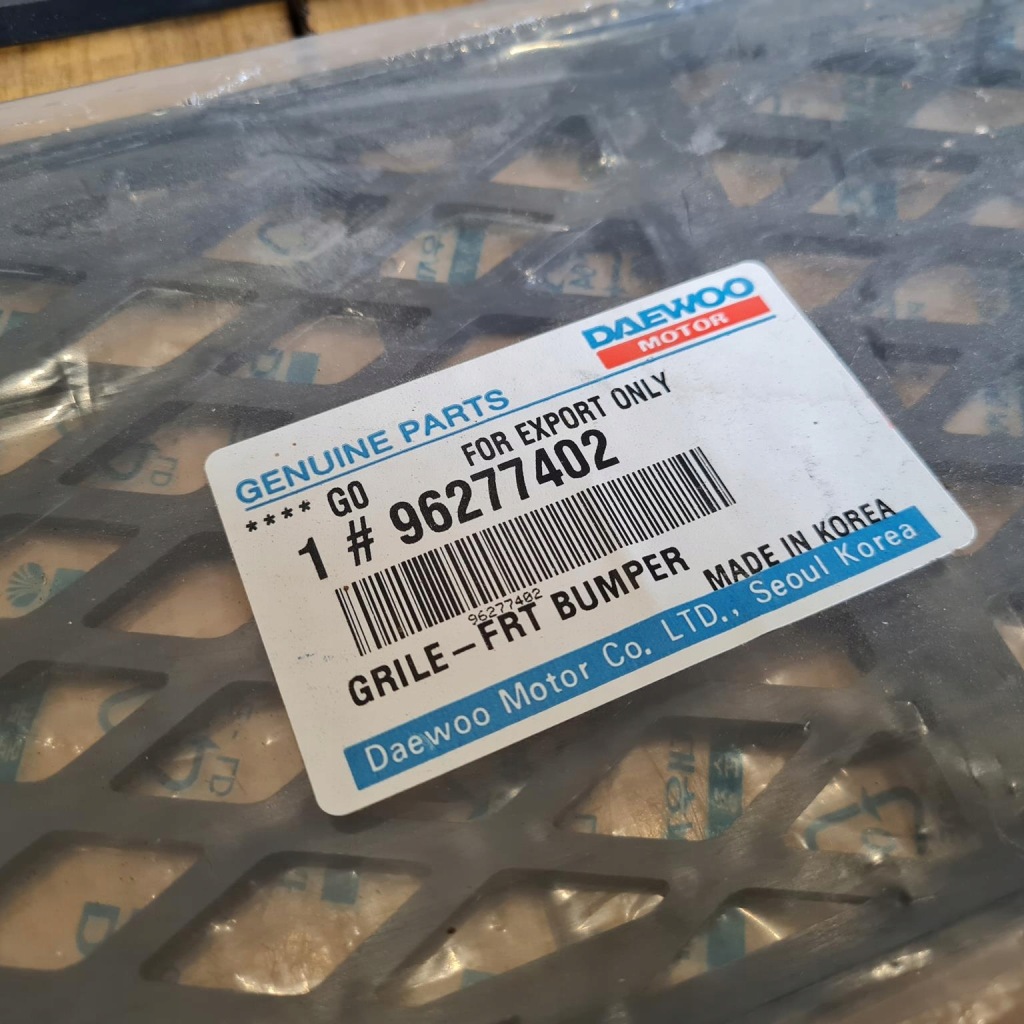 DAEWOO
MOTOR
GENUINE PARTS
FOR EXPORT ONLY
**** GO
1 # 96277402
96277402
GRILE-FRT BUMPER
MADE IN KOREA
Daewoo Motor Co. LTD., Seoul Korea